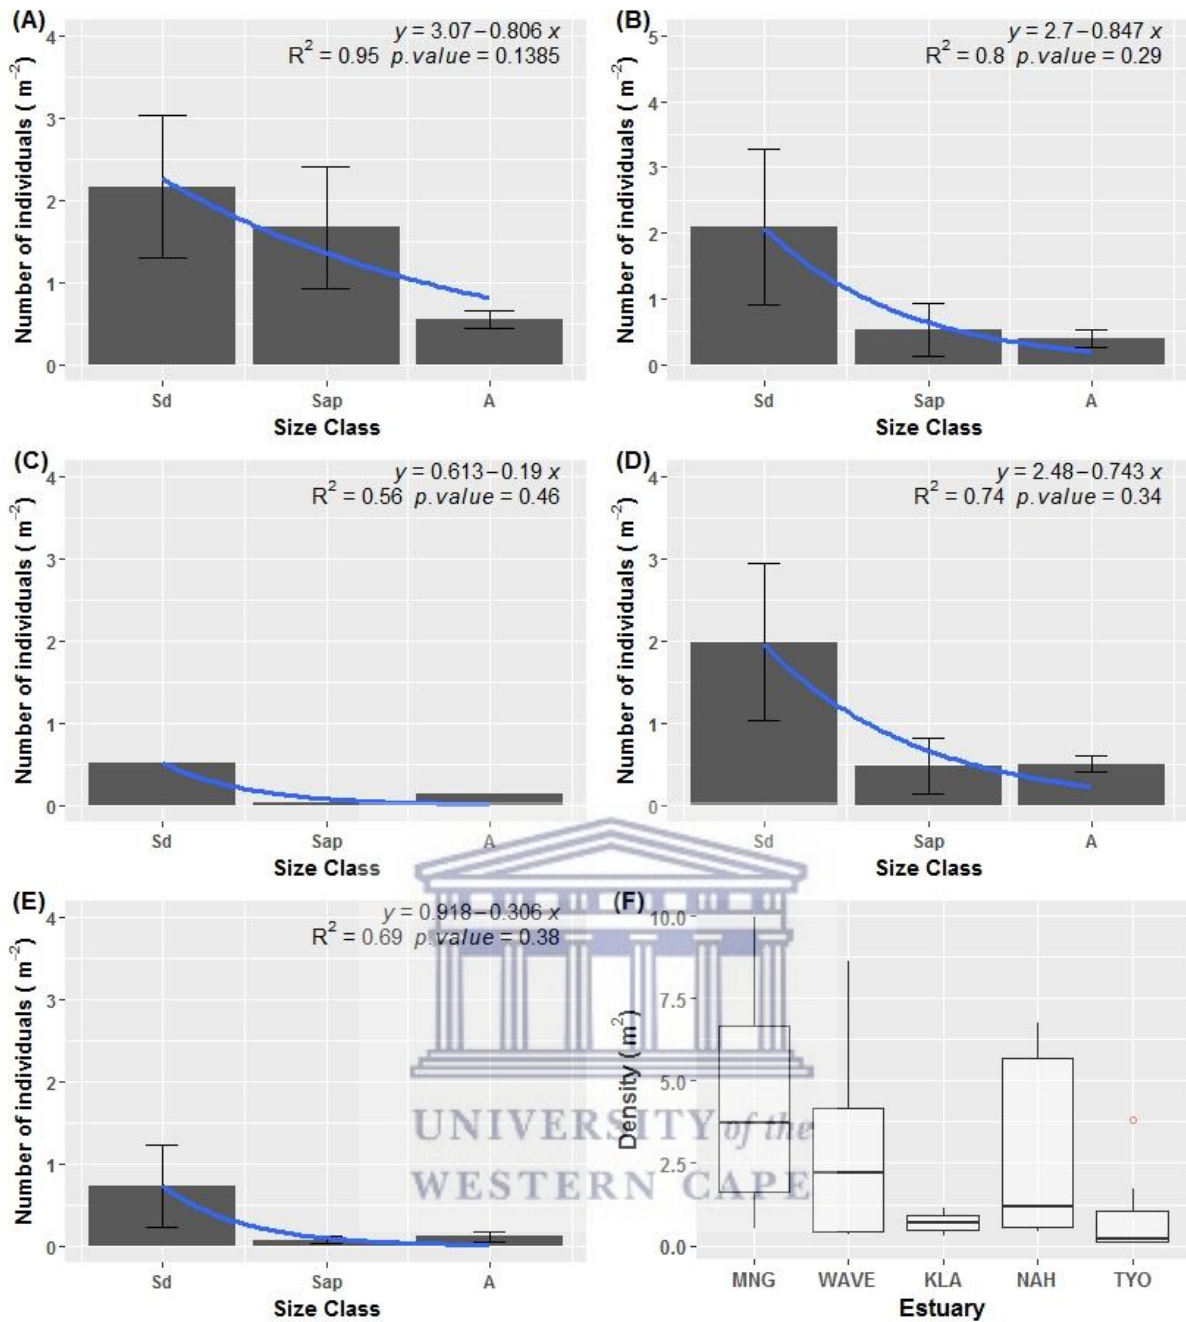 (A)
y = 3.07−0.806 x
R² = 0.95 p.value = 0.1385
Number of individuals ( m⁻²)
4
3
2
1
0
Sd Sap A
Size Class
(B)
y = 2.7−0.847 x
R² = 0.8 p.value = 0.29
Number of individuals ( m⁻²)
5
4
3
2
1
0
Sd Sap A
Size Class
(C)
y = 0.613−0.19 x
R² = 0.56 p.value = 0.46
Number of individuals ( m⁻²)
4
3
2
1
0
Sd Sap A
Size Class
(D)
y = 2.48−0.743 x
R² = 0.74 p.value = 0.34
Number of individuals ( m⁻²)
4
3
2
1
0
Sd Sap A
Size Class
(E)
y = 0.918−0.306 x
R² = 0.69 p.value = 0.38
Number of individuals ( m⁻²)
4
3
2
1
0
Sd Sap A
Size Class
(F)
Density ( m²)
10.0
7.5
5.0
2.5
0.0
MNG WAVE KLA NAH TYO
Estuary
UNIVERSITY of the
WESTERN CAPE